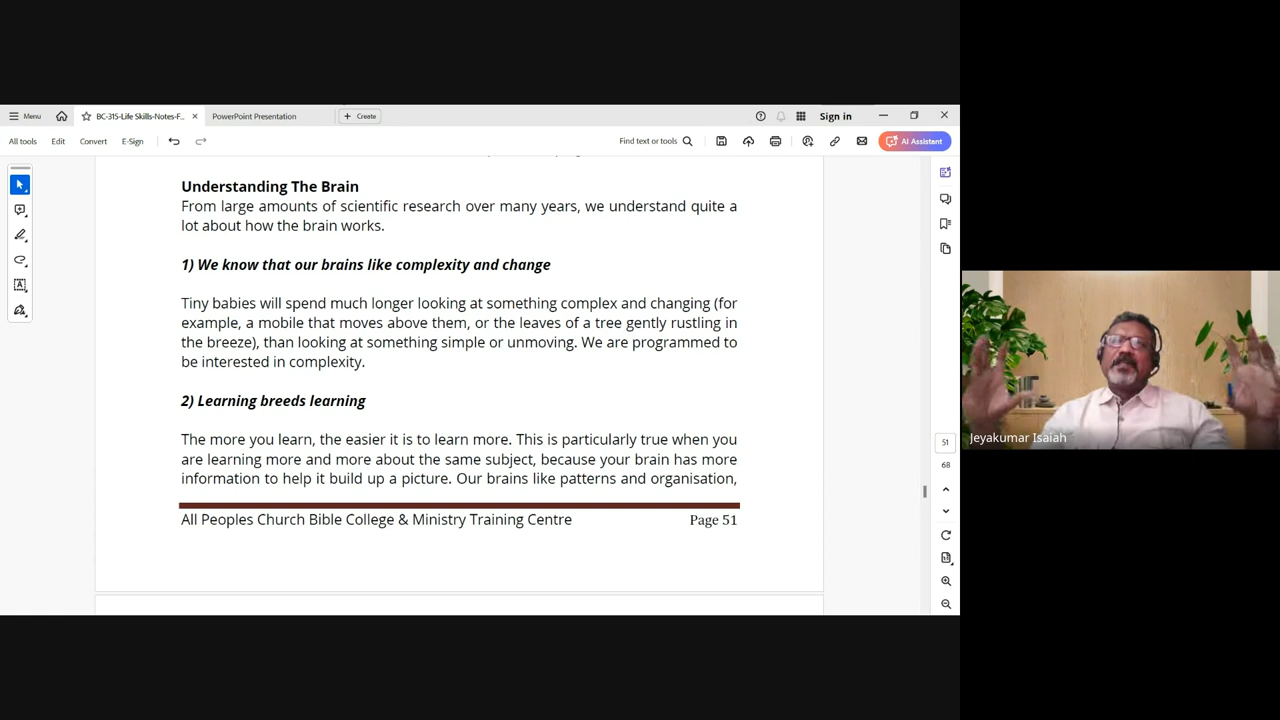 Menu
BC-315-Life Skills-Notes-F...
PowerPoint Presentation
Create
Sign in
All tools
Edit
Convert
E-Sign
Find text or tools
AI Assistant
Understanding The Brain
From large amounts of scientific research over many years, we understand quite a
lot about how the brain works.
1) We know that our brains like complexity and change
Tiny babies will spend much longer looking at something complex and changing (for
example, a mobile that moves above them, or the leaves of a tree gently rustling in
the breeze), than looking at something simple or unmoving. We are programmed to
be interested in complexity.
2) Learning breeds learning
The more you learn, the easier it is to learn more. This is particularly true when you
are learning more and more about the same subject, because your brain has more
information to help it build up a picture. Our brains like patterns and organisation,
All Peoples Church Bible College & Ministry Training Centre Page 51
51
68
Jeyakumar Isaiah